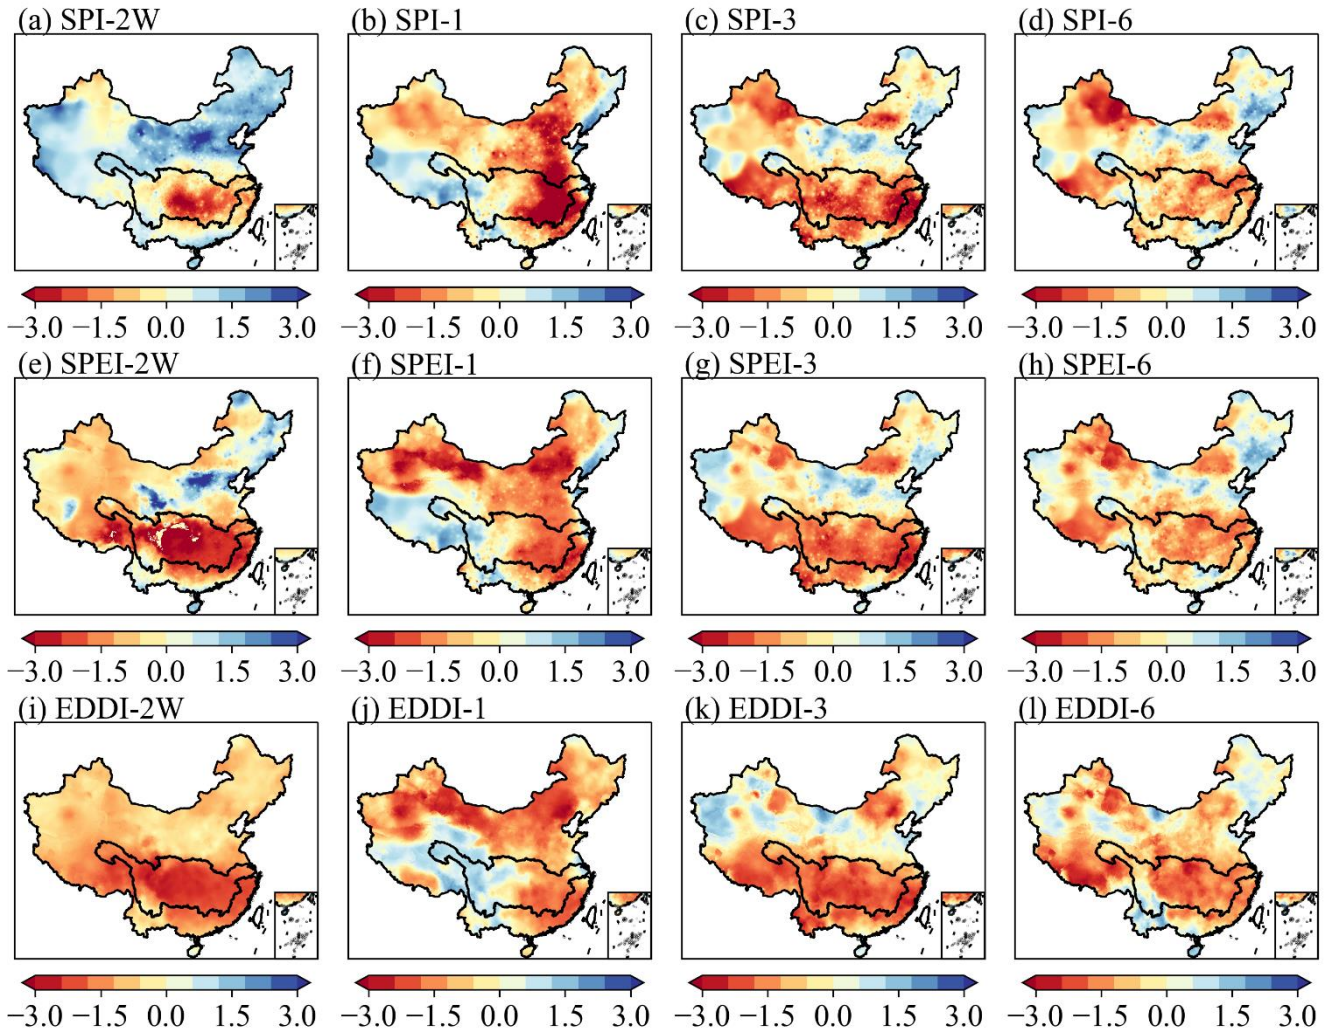 (a) SPI-2W (b) SPI-1 (c) SPI-3 (d) SPI-6
−3.0 −1.5 0.0 1.5 3.0 −3.0 −1.5 0.0 1.5 3.0 −3.0 −1.5 0.0 1.5 3.0 −3.0 −1.5 0.0 1.5 3.0
(e) SPEI-2W (f) SPEI-1 (g) SPEI-3 (h) SPEI-6
−3.0 −1.5 0.0 1.5 3.0 −3.0 −1.5 0.0 1.5 3.0 −3.0 −1.5 0.0 1.5 3.0 −3.0 −1.5 0.0 1.5 3.0
(i) EDDI-2W (j) EDDI-1 (k) EDDI-3 (l) EDDI-6
−3.0 −1.5 0.0 1.5 3.0 −3.0 −1.5 0.0 1.5 3.0 −3.0 −1.5 0.0 1.5 3.0 −3.0 −1.5 0.0 1.5 3.0